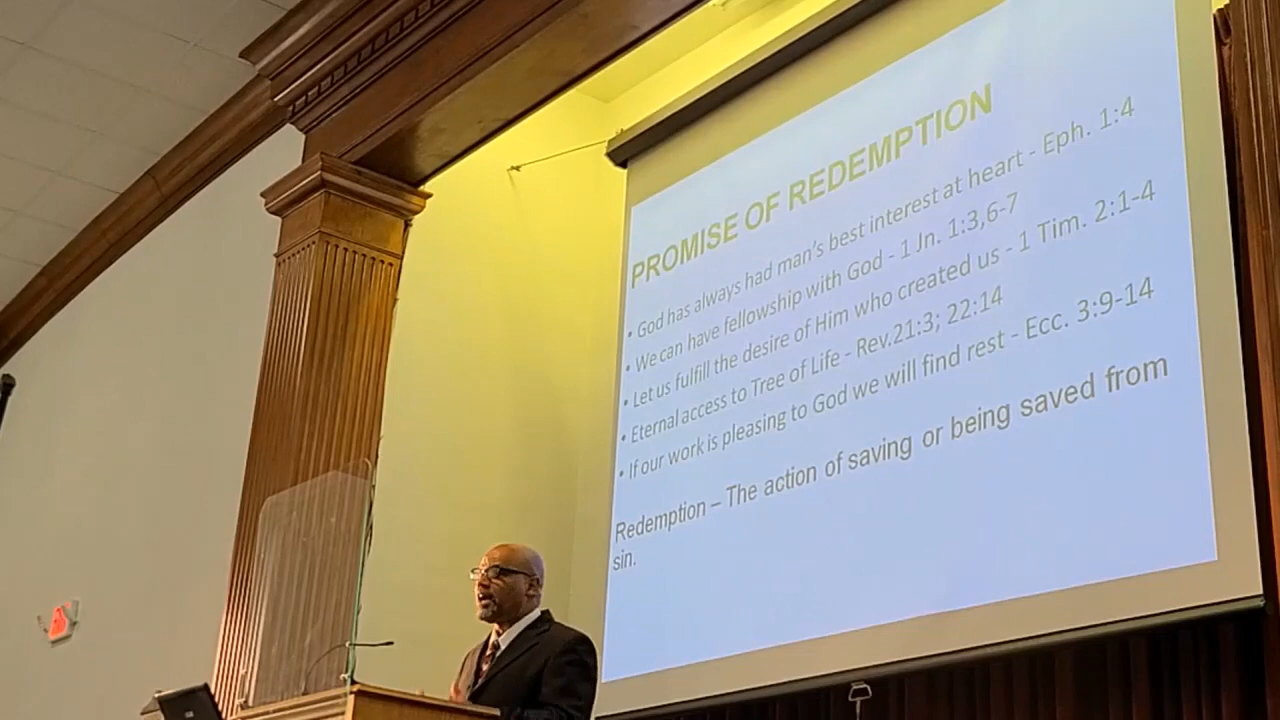 PROMISE OF REDEMPTION
• God has always had man's best interest at heart - Eph. 1:4
• We can have fellowship with God - 1 Jn. 1:3,6-7
• Let us fulfill the desire of Him who created us - 1 Tim. 2:1-4
• Eternal access to Tree of Life - Rev.21:3; 22:14
• If our work is pleasing to God we will find rest - Ecc. 3:9-14
Redemption – The action of saving or being saved from
sin.